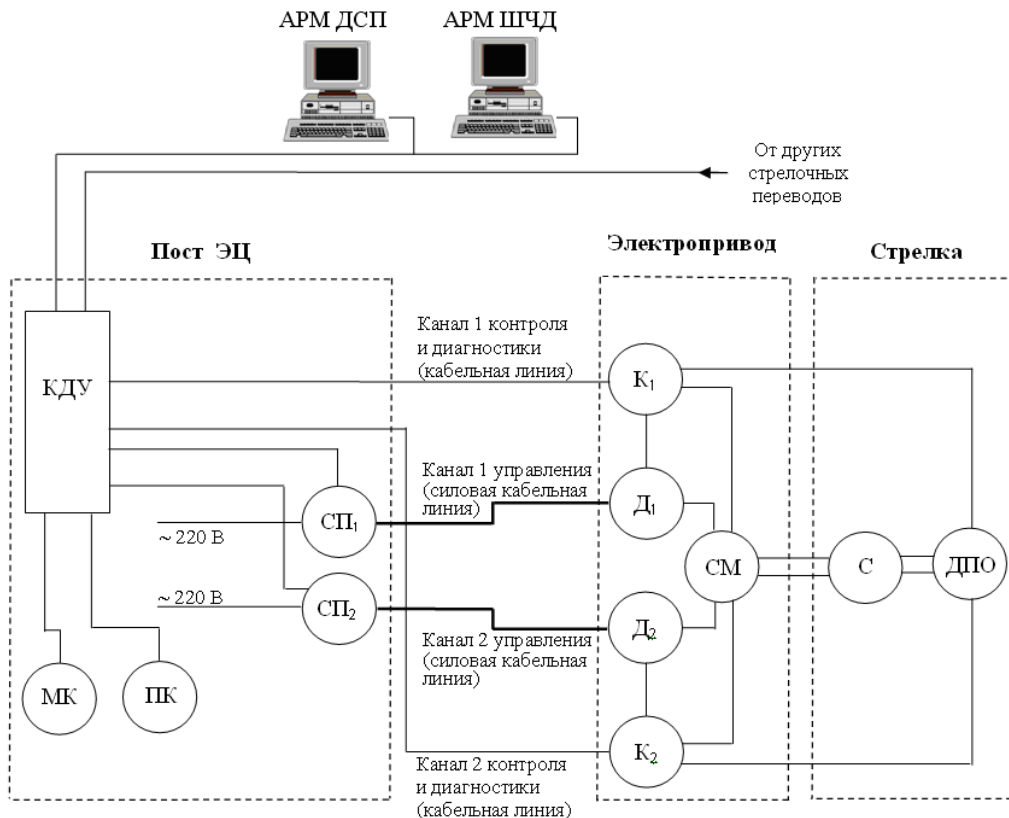 АРМ ДСП
АРМ ШЧД
От других
стрелочных
переводов
Пост ЭЦ
Электропривод
Стрелка
Канал 1 контроля
и диагностики
(кабельная линия)
КДУ
К₁
Канал 1 управления
(силовая кабельная
линия)
СП₁
~ 220 В
Д₁
СМ
С
ДПО
~ 220 В
СП₂
Д₂
Канал 2 управления
(силовая кабельная
линия)
МК
ПК
К₂
Канал 2 контроля
и диагностики
(кабельная линия)